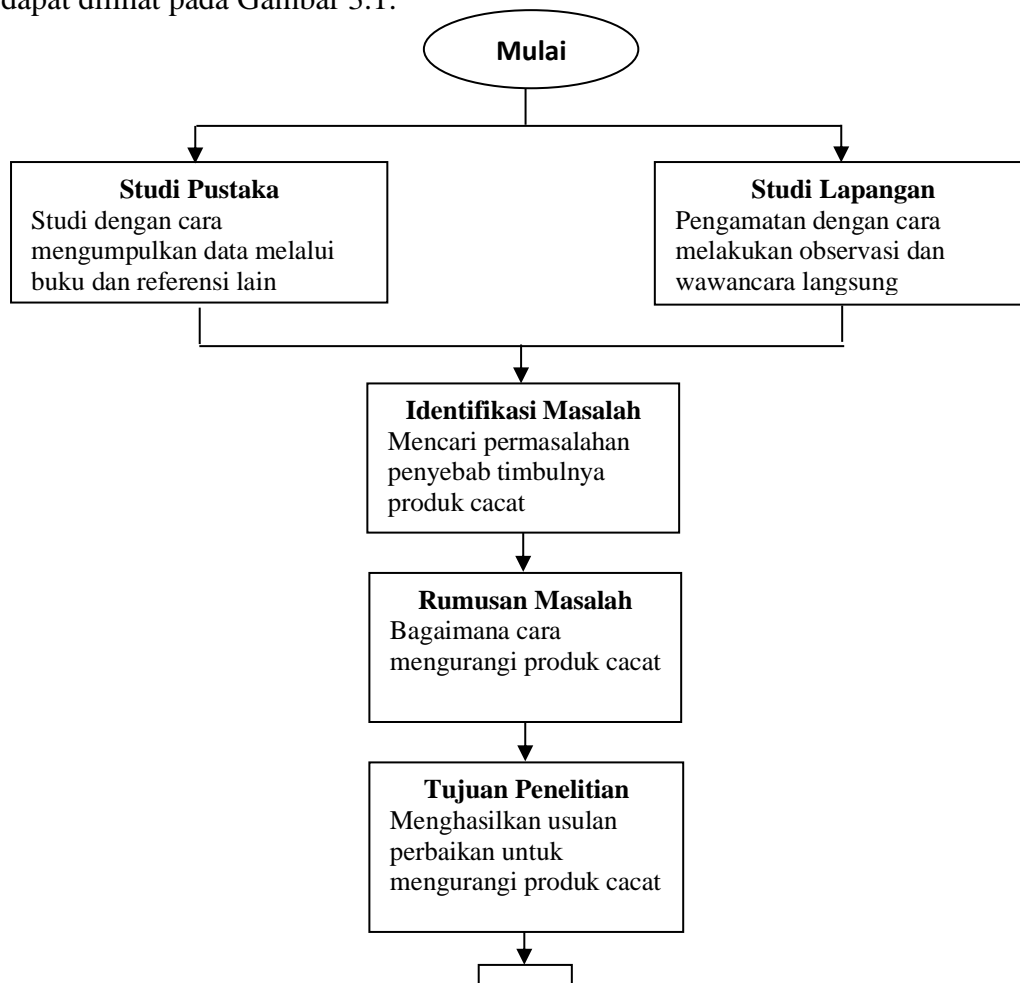 dapat dilihat pada Gambar 3.1.
Mulai
Studi Pustaka
Studi dengan cara
mengumpulkan data melalui
buku dan referensi lain
Studi Lapangan
Pengamatan dengan cara
melakukan observasi dan
wawancara langsung
Identifikasi Masalah
Mencari permasalahan
penyebab timbulnya
produk cacat
Rumusan Masalah
Bagaimana cara
mengurangi produk cacat
Tujuan Penelitian
Menghasilkan usulan
perbaikan untuk
mengurangi produk cacat